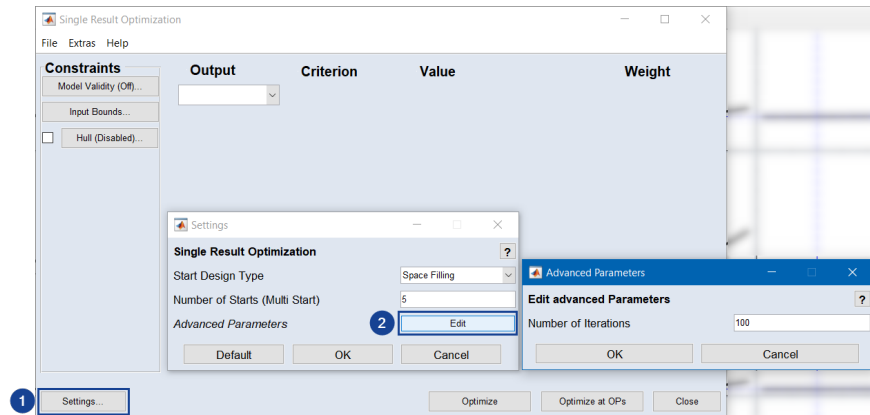 Single Result Optimization
File Extras Help
Constraints
Output Criterion Value Weight
Model Validity (Off)...
Input Bounds...
Hull (Disabled)...
Settings
Single Result Optimization ?
Start Design Type Space Filling
Number of Starts (Multi Start) 5
Advanced Parameters 2 Edit
Default OK Cancel
Advanced Parameters
Edit advanced Parameters ?
Number of Iterations 100
OK Cancel
1 Settings... Optimize Optimize at OPs Close